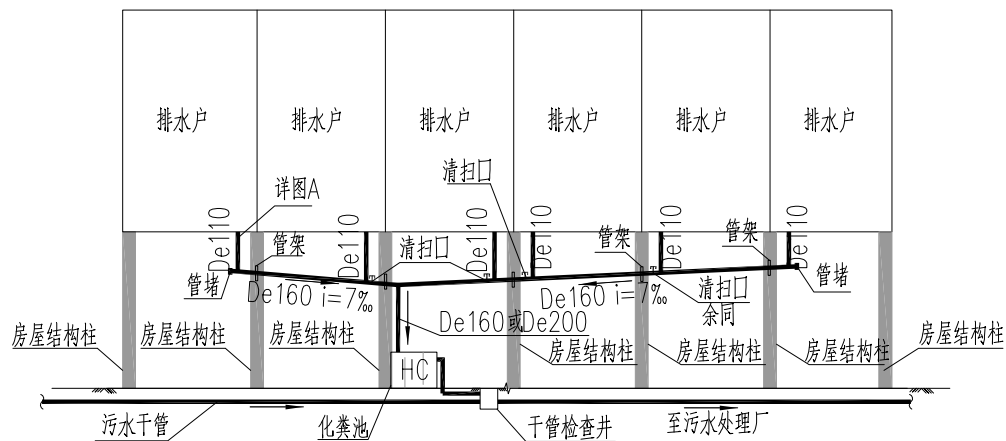 排水户 排水户 排水户 排水户 排水户 排水户
清扫口
详图A
De110 De110 De110 De110 De110 De110
管架 清扫口 管架 管架
管堵 管堵
De160 i=7‰ De160 i=7‰ 清扫口
余同
De160或De200
房屋结构柱 房屋结构柱 房屋结构柱 房屋结构柱 房屋结构柱 房屋结构柱 房屋结构柱
HC
污水干管 化粪池 干管检查井 至污水处理厂